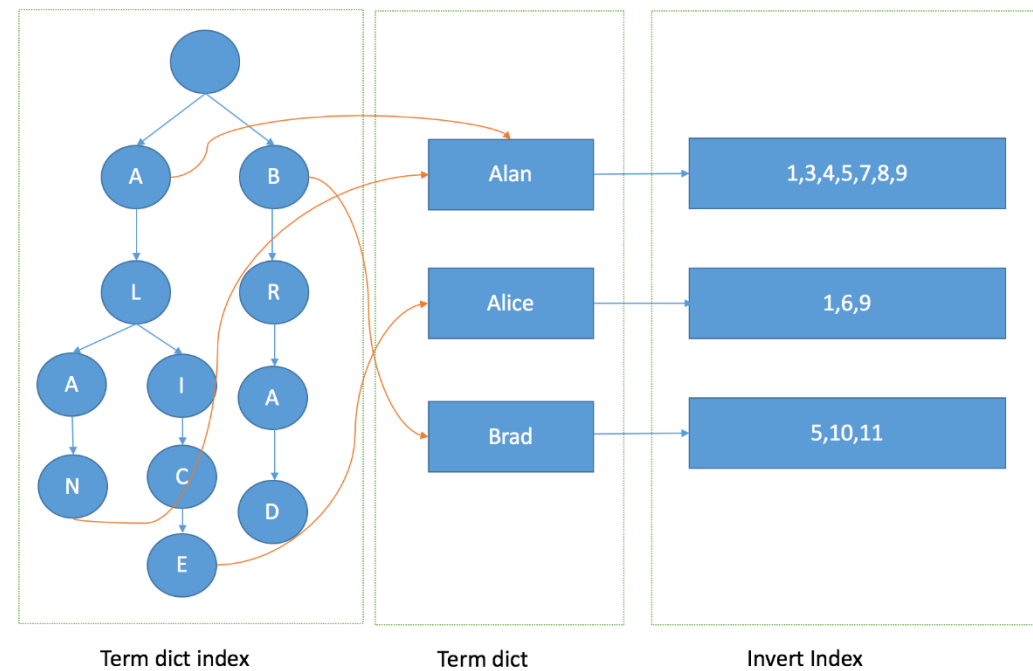 A
B
Alan
1,3,4,5,7,8,9
L
R
Alice
1,6,9
A
I
A
Brad
5,10,11
N
C
D
E
Term dict index
Term dict
Invert Index